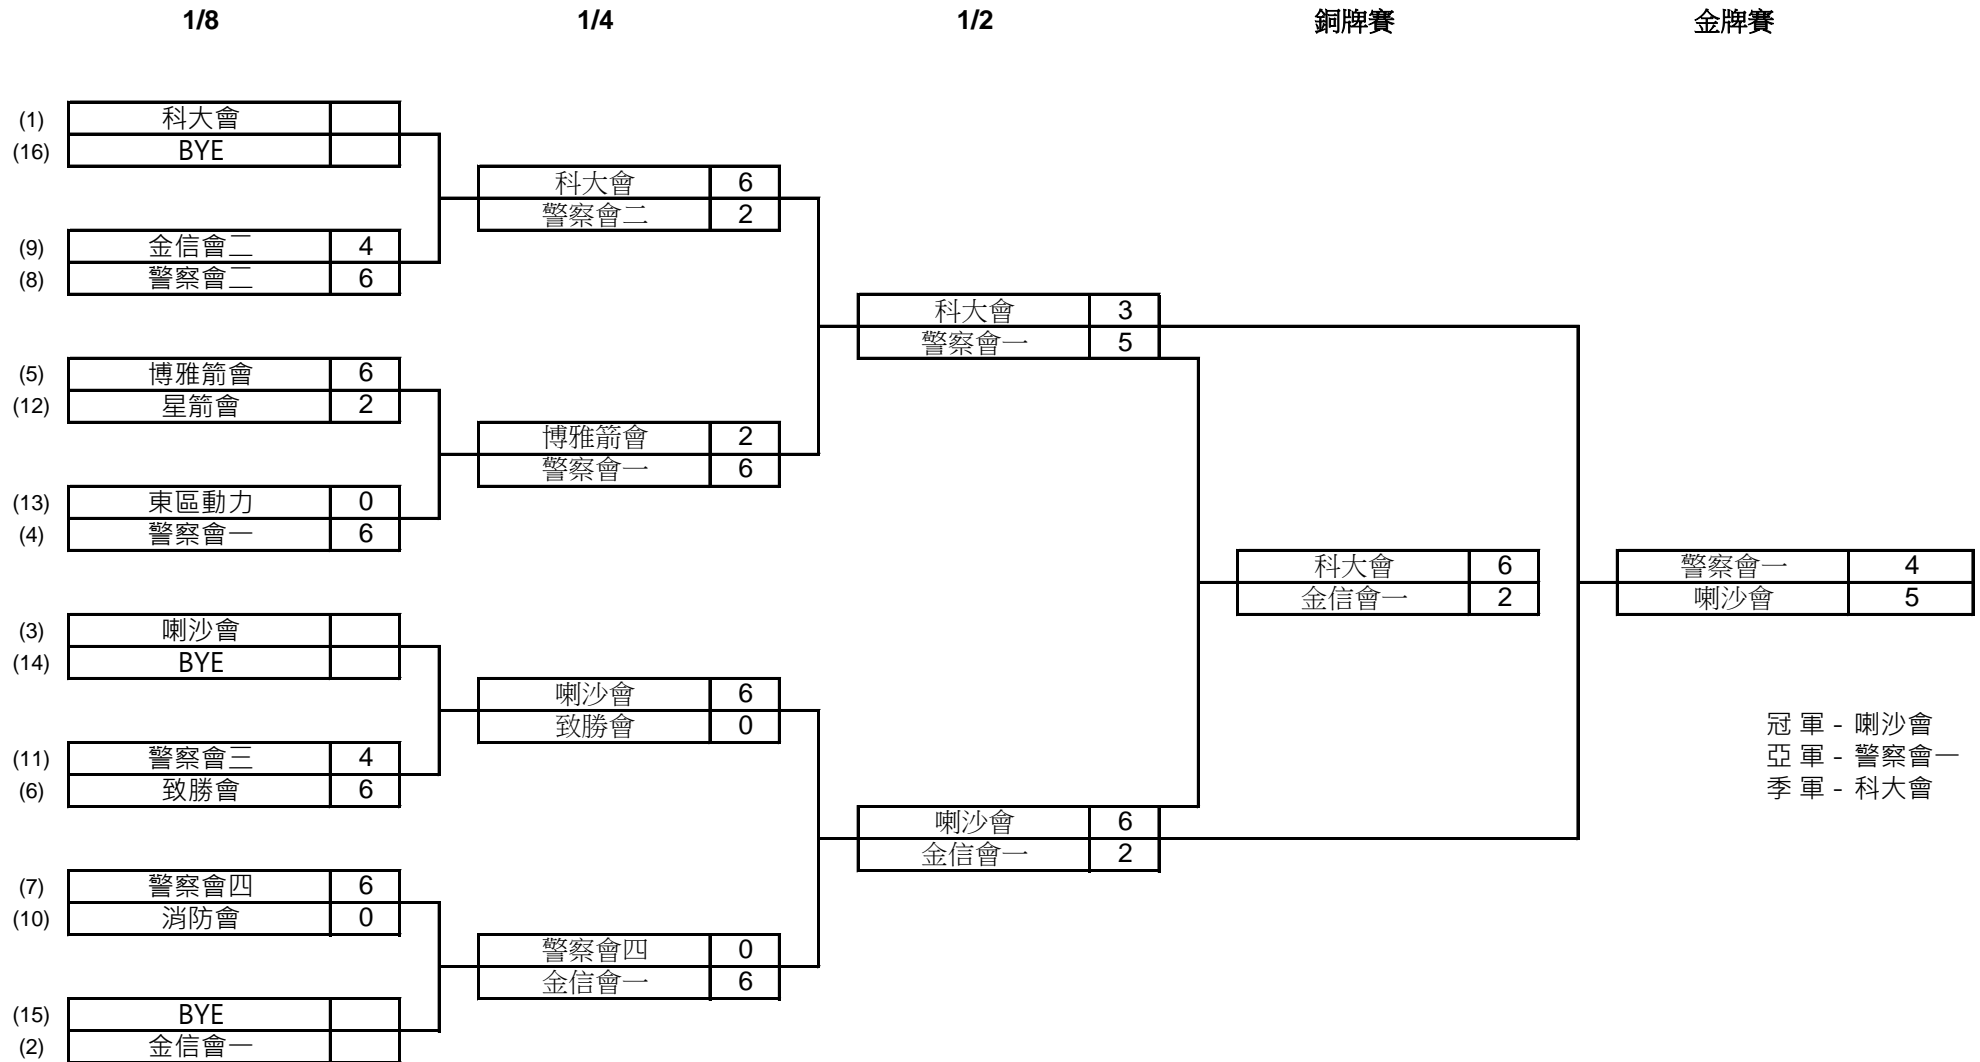 1/8 1/4 1/2 銅牌賽 金牌賽
(1) 科大會
(16) BYE
科大會 6
警察會二 2
(9) 金信會二 4
(8) 警察會二 6
科大會 3
警察會一 5
(5) 博雅箭會 6
(12) 星箭會 2
博雅箭會 2
警察會一 6
(13) 東區動力 0
(4) 警察會一 6
科大會 6 警察會一 4
金信會一 2 喇沙會 5
(3) 喇沙會
(14) BYE
喇沙會 6
致勝會 0
冠 軍 - 喇沙會
亞 軍 - 警察會一
季 軍 - 科大會
(11) 警察會三 4
(6) 致勝會 6
喇沙會 6
金信會一 2
(7) 警察會四 6
(10) 消防會 0
警察會四 0
金信會一 6
(15) BYE
(2) 金信會一